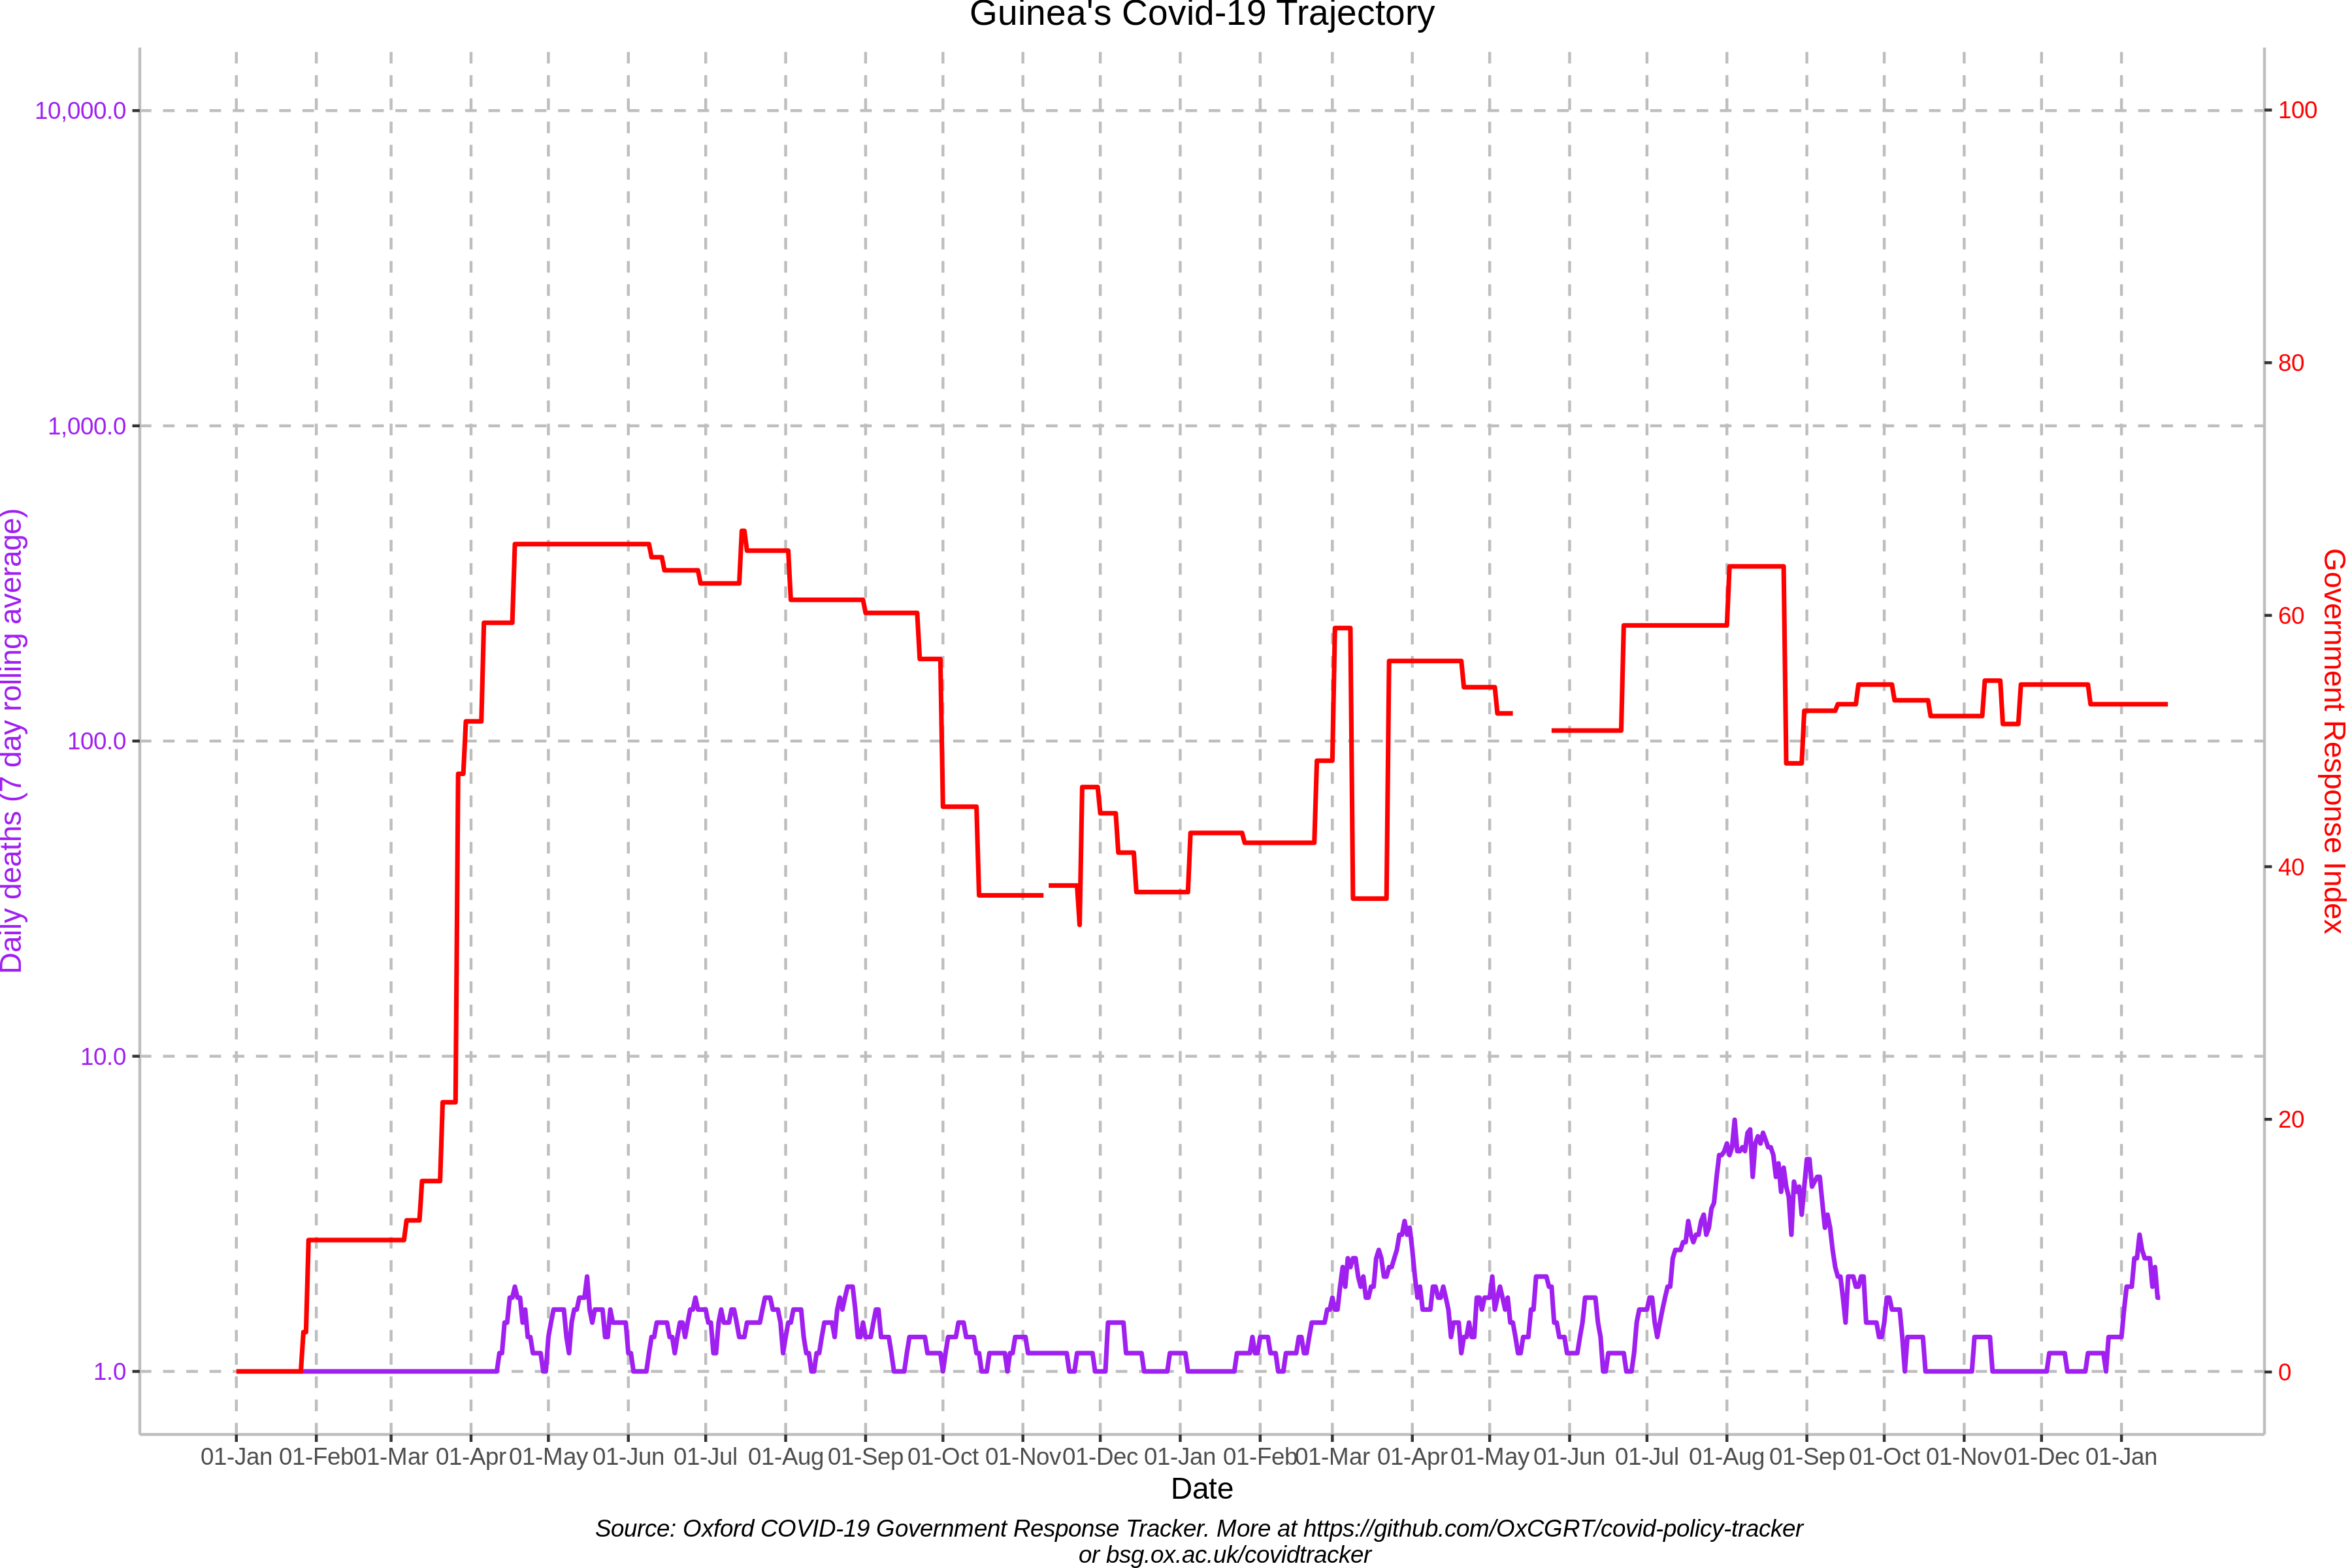 Guinea's Covid-19 Trajectory
10,000.0
1,000.0
100.0
10.0
1.0
Daily deaths (7 day rolling average)
100
80
60
40
20
0
Government Response Index
01-Jan 01-Feb 01-Mar 01-Apr 01-May 01-Jun 01-Jul 01-Aug 01-Sep 01-Oct 01-Nov 01-Dec 01-Jan 01-Feb 01-Mar 01-Apr 01-May 01-Jun 01-Jul 01-Aug 01-Sep 01-Oct 01-Nov 01-Dec 01-Jan
Date
Source: Oxford COVID-19 Government Response Tracker. More at https://github.com/OxCGRT/covid-policy-tracker
or bsg.ox.ac.uk/covidtracker